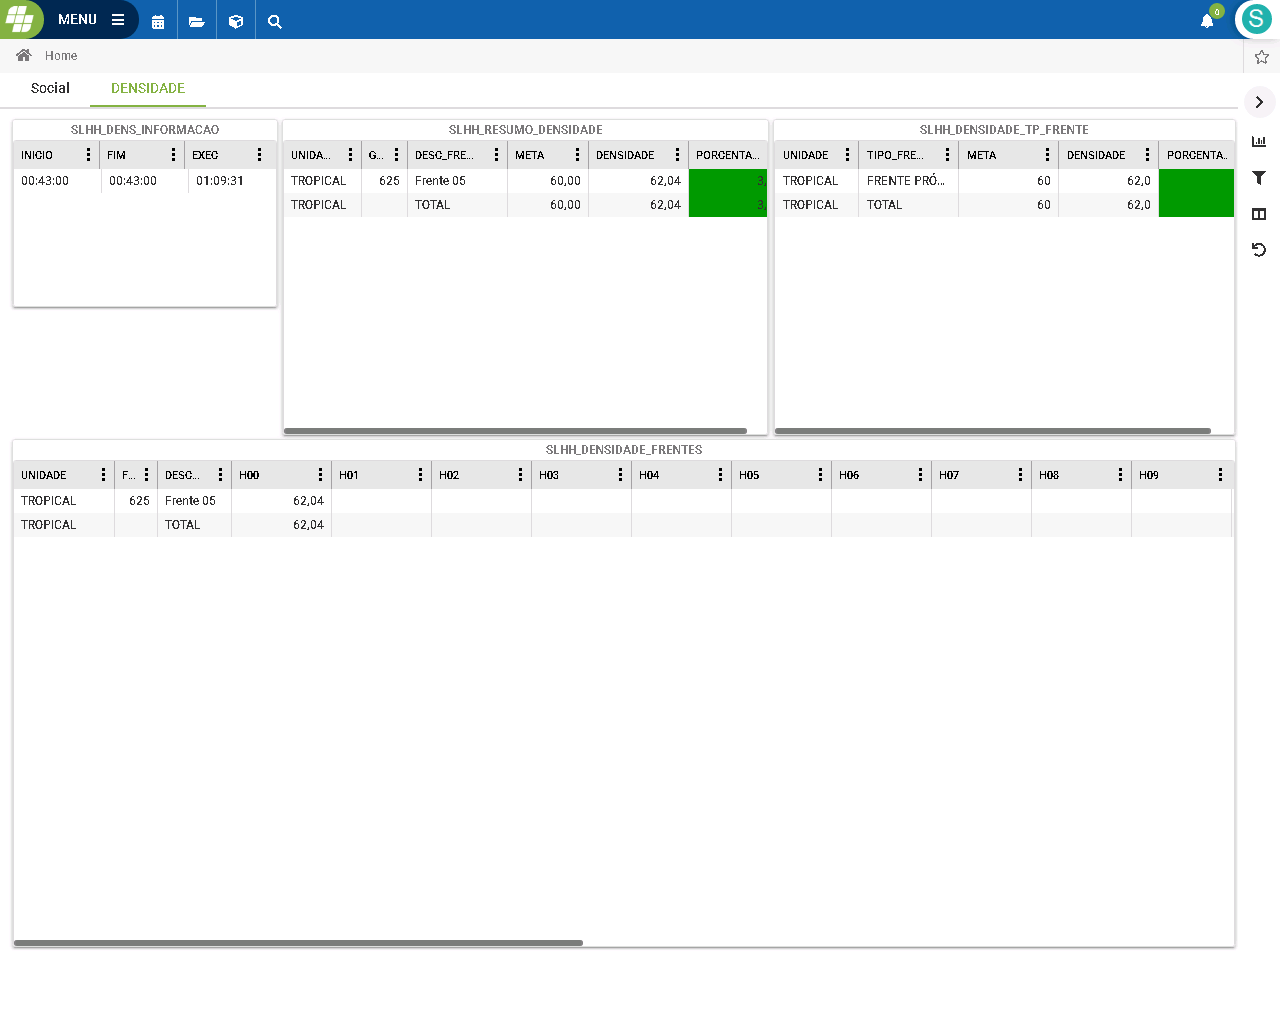 MENU
0
S
Home
Social DENSIDADE
SLHH_DENS_INFORMACAO
INICIO FIM EXEC
00:43:00 00:43:00 01:09:31
SLHH_RESUMO_DENSIDADE
UNIDA... G... DESC_FRE... META DENSIDADE PORCENTA...
TROPICAL 625 Frente 05 60,00 62,04 3,
TROPICAL TOTAL 60,00 62,04 3,
SLHH_DENSIDADE_TP_FRENTE
UNIDADE TIPO_FRE... META DENSIDADE PORCENTA..
TROPICAL FRENTE PRÓ... 60 62,0
TROPICAL TOTAL 60 62,0
SLHH_DENSIDADE_FRENTES
UNIDADE F... DESC... H00 H01 H02 H03 H04 H05 H06 H07 H08 H09
TROPICAL 625 Frente 05 62,04
TROPICAL TOTAL 62,04